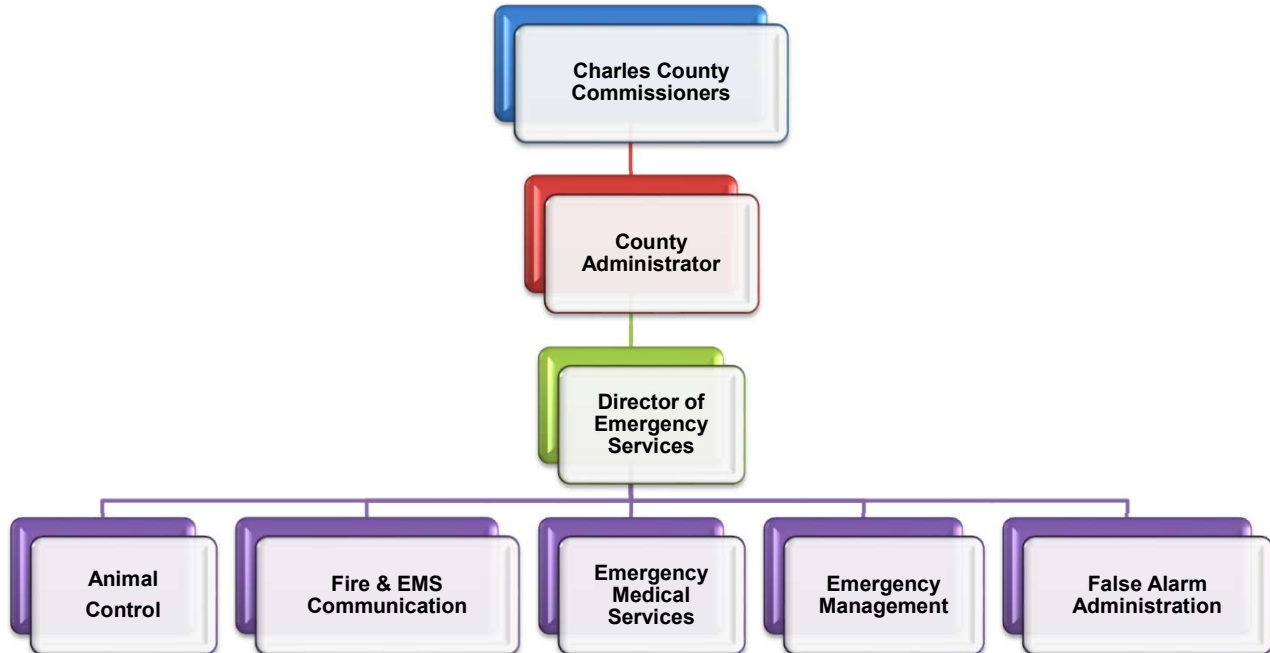 Charles County
Commissioners
County
Administrator
Director of
Emergency
Services
Animal
Control
Fire & EMS
Communication
Emergency
Medical
Services
Emergency
Management
False Alarm
Administration